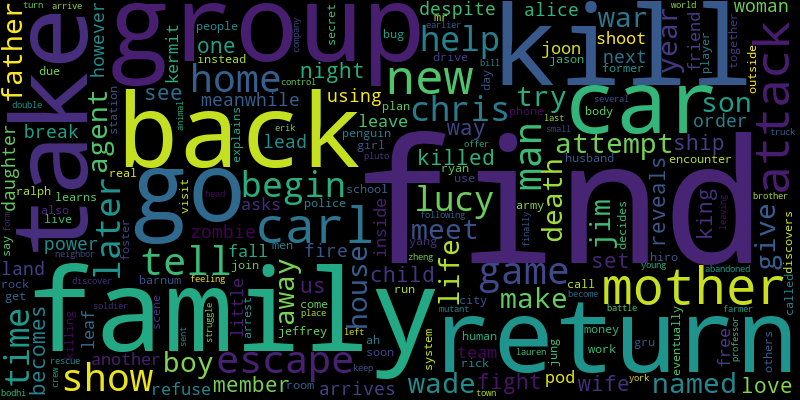 turn
arrive
take
group
people
instead
kermit
despite
alice
war
mr
earlier
bug
secret
company
kill
world
woman
father
however
one
help
joon
shoot
year
friend
player
together
outside
due
home
night
drive
next
former
jason
bill
day
double
see
meanwhile
new
car
son
attack
using
plan
chris
try
control
phone
several
body
order
break
agent
station
back
animal
explains
leave
way
last
small
truck
lead
erik
penguin
girl
killed
man
attempt
ship
daughter
real
ralph
learns
go
begin
pluto
offer
ryan
use
death
husband
reveals
encounter
find
say
also
live
visit
head
asks
school
lucy
jim
king
brother
leaving
power
later
foster
zombie
police
inside
following
meet
army
decides
give
discovers
called
form
neighbor
tell
carl
men
fall
fire
house
yang
life
finally
set
hiro
land
feeling
join
us
child
zheng
game
call
young
abandoned
rock
discover
leaf
barnum
away
come
run
city
become
mother
get
soldier
scene
little
place
time
killing
family
make
battle
farmer
becomes
sent
struggle
arrest
jeffrey
left
ah
system
human
money
gru
free
professor
others
mutant
return
another
boy
escape
soon
team
lauren
jung
work
eventually
rescue
crew
show
refuse
member
room
keep
rick
wade
fight
pod
wife
named
love
bodhi
arrives
town
york